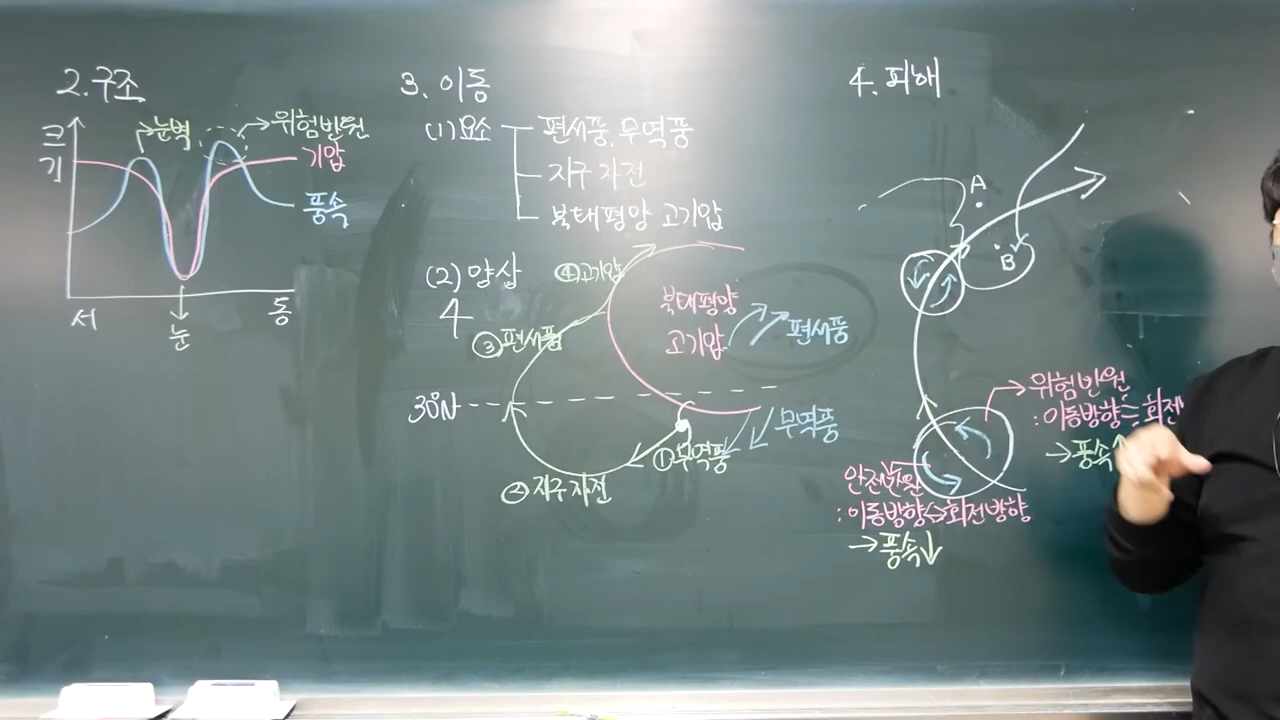 2. 구조
크기
눈벽
위험반원
기압
풍속
서
동
눈
3. 이동
(1) 요소
편서풍, 무역풍
지구 자전
북태평양 고기압
(2) 양상
④ 고기압
③ 편서풍
북태평양
고기압
편서풍
30°N
무역풍
① 무역풍
② 지구 자전
4. 피해
A
B
위험반원
: 이동방향 = 회전
→ 풍속↑
안전반원
: 이동방향 ↔ 회전방향
→ 풍속↓